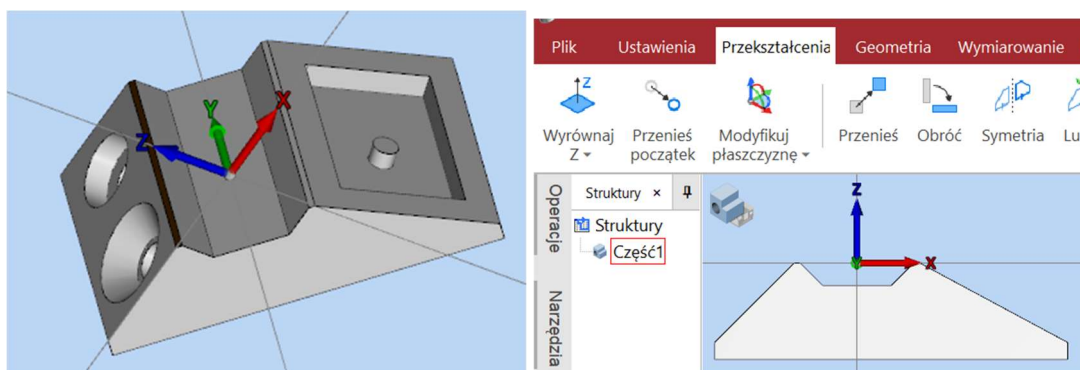 Z
Y
X
Plik Ustawienia Przekształcenia Geometria Wymiarowanie
Z
Wyrównaj Przenieś Modyfikuj Przenieś Obróć Symetria Lu
Z początek płaszczyznę
Operacje
Struktury ×
Struktury
Część1
Narzędzia
Z
Y
X